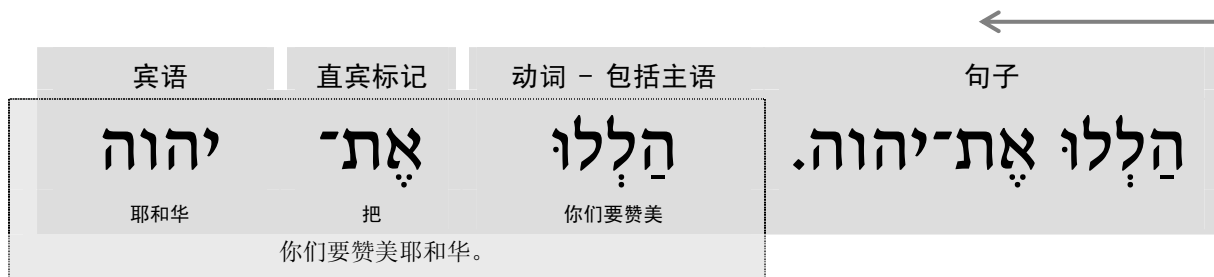 宾语 直宾标记 动词 – 包括主语 句子
הַלְלוּ אֶת־יהוה. הַלְלוּ אֶת־ יהוה
耶和华 把 你们要赞美
你们要赞美耶和华。